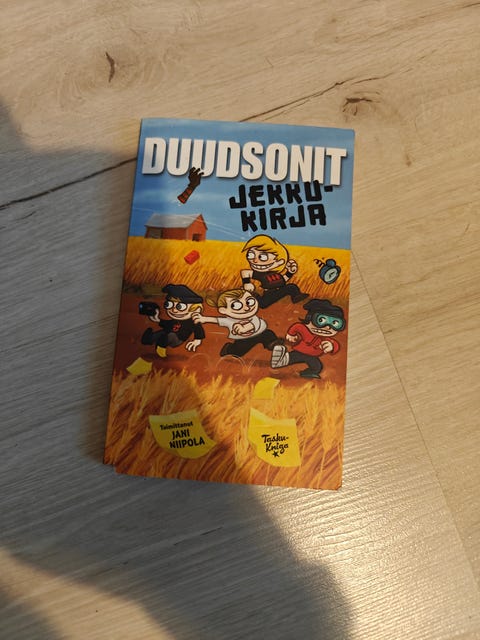 DUUDSONIT
JEKKU-
KIRJA
Toimittanut
JANI
NIIPOLA
Tasku-
Kniga